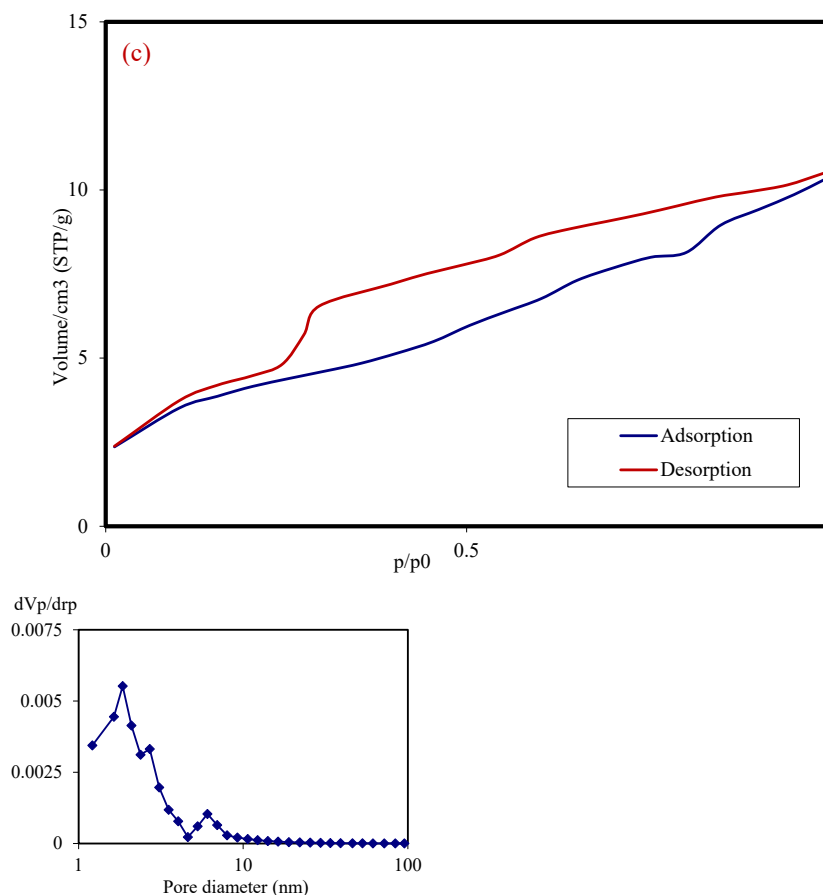 15
(c)
10
Volume/cm3 (STP/g)
5
Adsorption
Desorption
0
0
0.5
p/p0
dVp/drp
0.0075
0.005
0.0025
0
1
10
100
Pore diameter (nm)